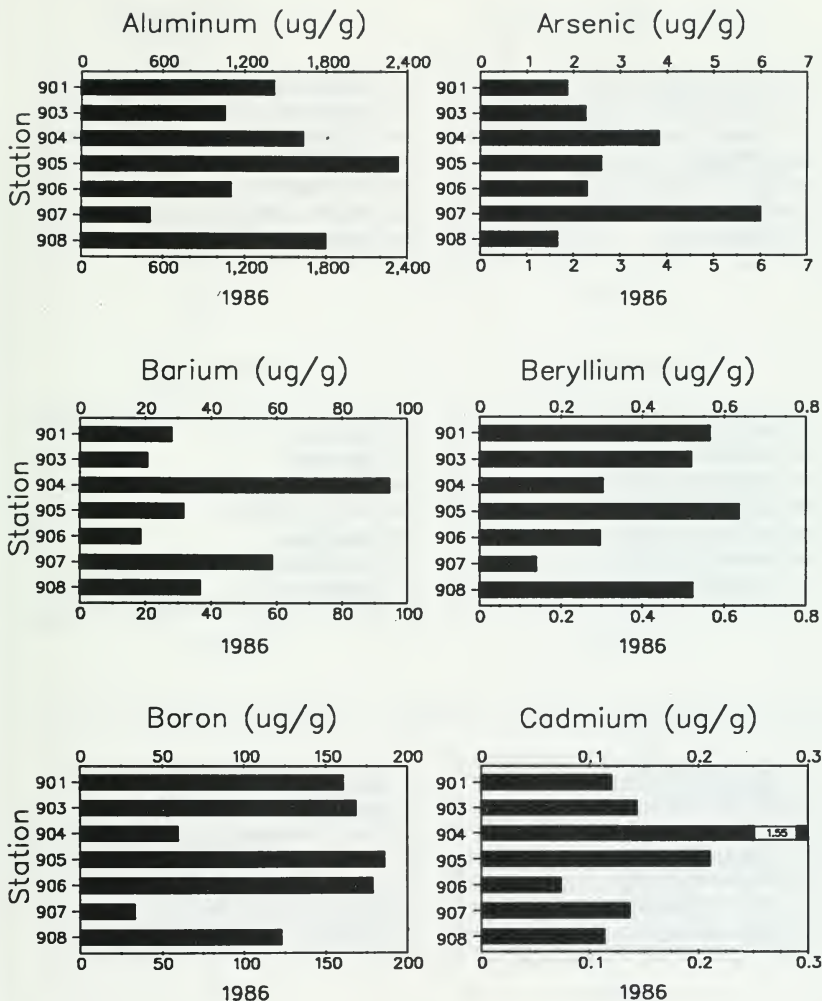 Aluminum (ug/g)
0 600 1,200 1,800 2,400
Station
901
903
904
905
906
907
908
0 600 1,200 1,800 2,400
1986
Arsenic (ug/g)
0 1 2 3 4 5 6 7
901
903
904
905
906
907
908
0 1 2 3 4 5 6 7
1986
Barium (ug/g)
0 20 40 60 80 100
Station
901
903
904
905
906
907
908
0 20 40 60 80 100
1986
Beryllium (ug/g)
0 0.2 0.4 0.6 0.8
901
903
904
905
906
907
908
0 0.2 0.4 0.6 0.8
1986
Boron (ug/g)
0 50 100 150 200
Station
901
903
904
905
906
907
908
0 50 100 150 200
1986
Cadmium (ug/g)
0 0.1 0.2 0.3
901
903
904 1.55
905
906
907
908
0 0.1 0.2 0.3
1986